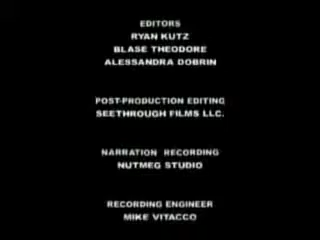 EDITORS
RYAN KUTZ
BLASE THEODORE
ALESSANDRA DOBRIN
POST-PRODUCTION EDITING
SEETHROUGH FILMS LLC.
NARRATION RECORDING
NUTMEG STUDIO
RECORDING ENGINEER
MIKE VITACCO